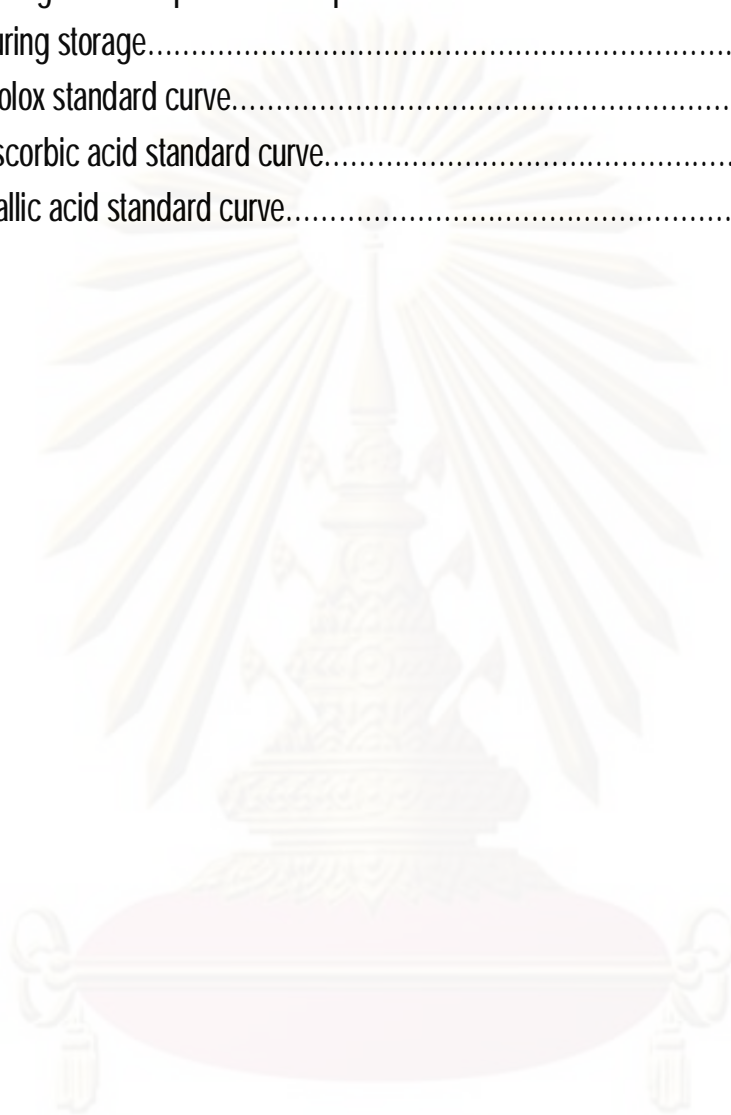 uring storage................................................................
olox standard curve................................................................
scorbic acid standard curve................................................................
allic acid standard curve................................................................